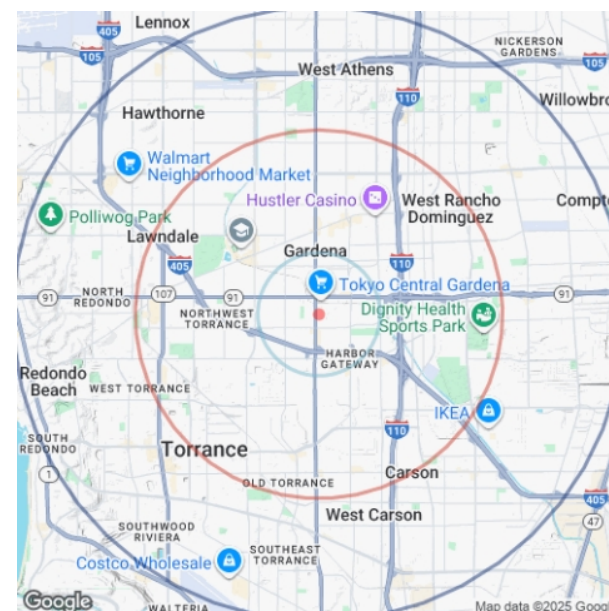 Lennox
405
105
NICKERSON
GARDENS
105
West Athens
110
Willowbro
Hawthorne
Walmart
Neighborhood Market
Hustler Casino
West Rancho
Dominguez
Compt
Polliwog Park
Lawndale
Gardena
405
Tokyo Central Gardena
91
NORTH
REDONDO
107
91
91
NORTHWEST
TORRANCE
Dignity Health
Sports Park
HARBOR
GATEWAY
Redondo
Beach
WEST TORRANCE
IKEA
110
SOUTH
REDONDO
Torrance
1
OLD TORRANCE
Carson
405
West Carson
47
SOUTHWOOD
RIVIERA
SOUTHEAST
TORRANCE
Costco Wholesale
WALTERIA
Google
Map data ©2025 Goog